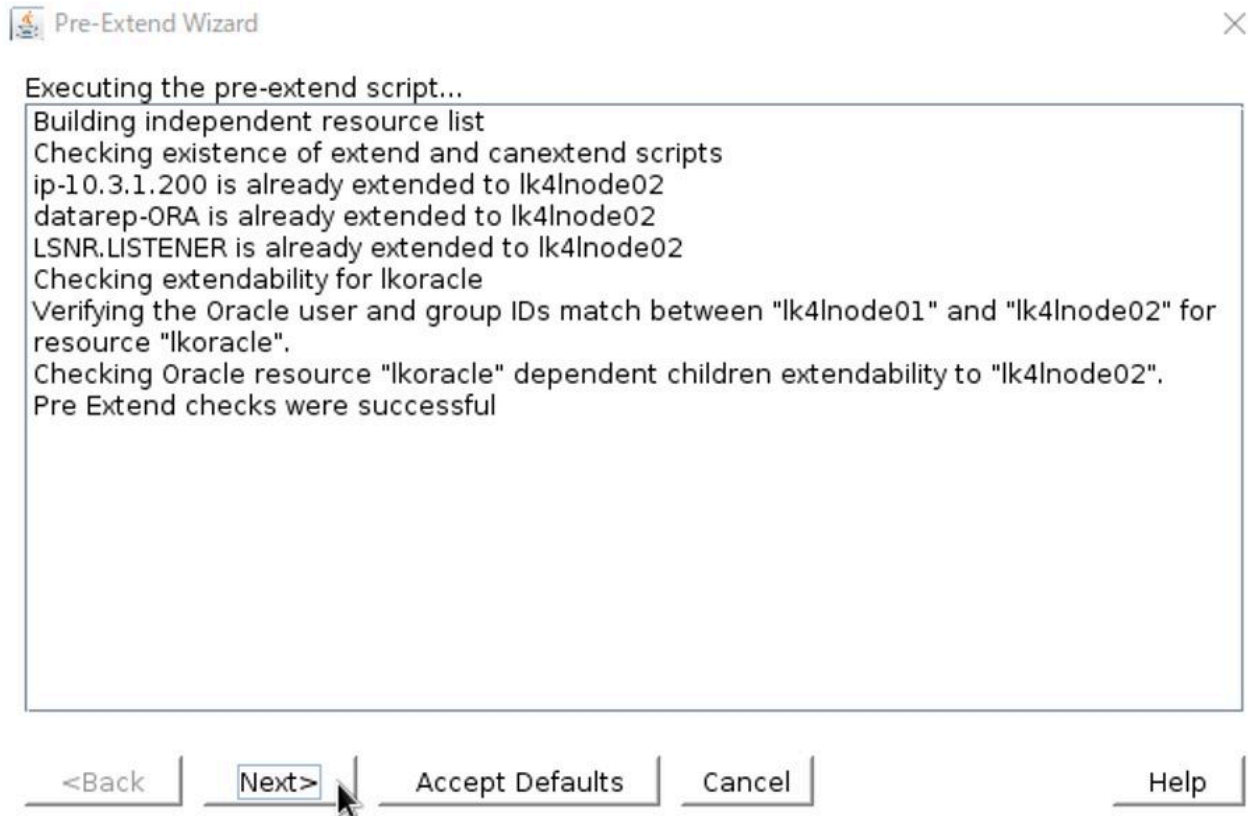 Pre-Extend Wizard
Executing the pre-extend script...
Building independent resource list
Checking existence of extend and canextend scripts
ip-10.3.1.200 is already extended to lk4lnode02
datarep-ORA is already extended to lk4lnode02
LSNR.LISTENER is already extended to lk4lnode02
Checking extendability for lkoracle
Verifying the Oracle user and group IDs match between "lk4lnode01" and "lk4lnode02" for
resource "lkoracle".
Checking Oracle resource "lkoracle" dependent children extendability to "lk4lnode02".
Pre Extend checks were successful
<Back Next> Accept Defaults Cancel Help